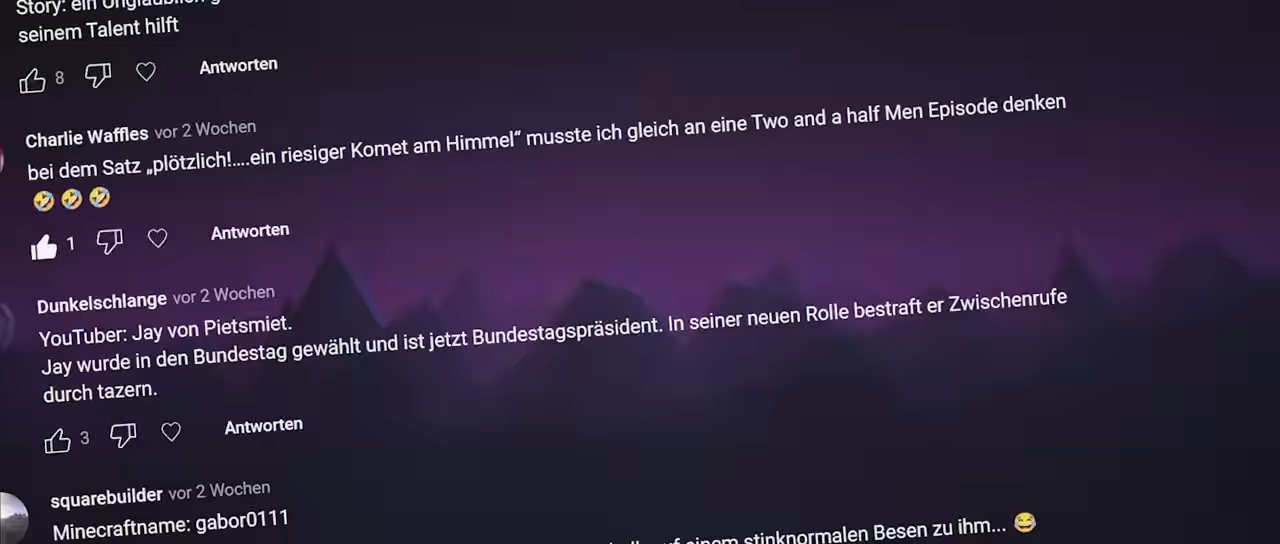 Story: ein
seinem Talent hilft
8 Antworten
Charlie Waffles vor 2 Wochen
bei dem Satz „plötzlich!....ein riesiger Komet am Himmel“ musste ich gleich an eine Two and a half Men Episode denken
🤣 🤣 🤣
1 Antworten
Dunkelschlange vor 2 Wochen
YouTuber: Jay von Pietsmiet.
Jay wurde in den Bundestag gewählt und ist jetzt Bundestagspräsident. In seiner neuen Rolle bestraft er Zwischenrufe
durch tazern.
3 Antworten
squarebuilder vor 2 Wochen
Minecraftname: gabor0111
auf einem stinknormalen Besen zu ihm... 😂